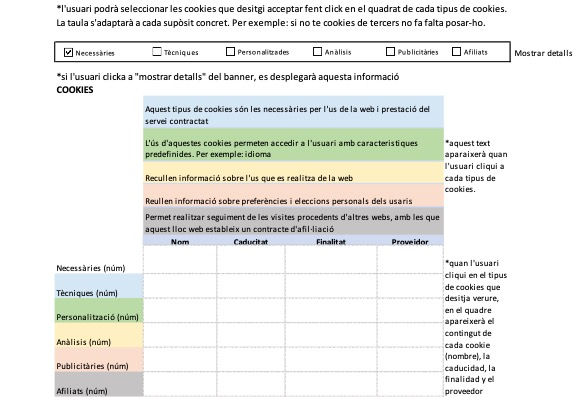 *l'usuari podrà seleccionar les cookies que desitgi acceptar fent click en el quadrat de cada tipus de cookies.
La taula s'adaptarà a cada supòsit concret. Per exemple: si no te cookies de tercers no fa falta posar-ho.
Necessàries Tècniques Personalitzades Anàlisis Publicitàries Afiliats Mostrar detalls
*si l'usuari clicka a "mostrar detalls" del banner, es desplegarà aquesta informació
COOKIES
Aquest tipus de cookies són les necessàries per l'us de la web i prestació del
servei contractat
L'ús d'aquestes cookies permeten accedir a l'usuari amb característiques
predefinides. Per exemple: idioma
Recullen informació sobre l'us que es realitza de la web
Reullen informació sobre preferències i eleccions personals dels usaris
Permet realitzar seguiment de les visites procedents d'altres webs, amb les que
aquest lloc web estableix un contracte d'afil·liació
*aquest text
aparaixerà quan
l'usuari cliqui a
cada tipus de
cookies.
Nom Caducitat Finalitat Proveidor
Necessàries (núm)
Tècniques (núm)
Personalització (núm)
Anàlisis (núm)
Publicitàries (núm)
Afiliats (núm)
*quan l'usuari
cliqui en el tipus
de cookies que
desitja verure,
en el quadre
apareixerà el
contingut de
cada cookie
(nombre), la
caducidad, la
finalidad y el
proveedor